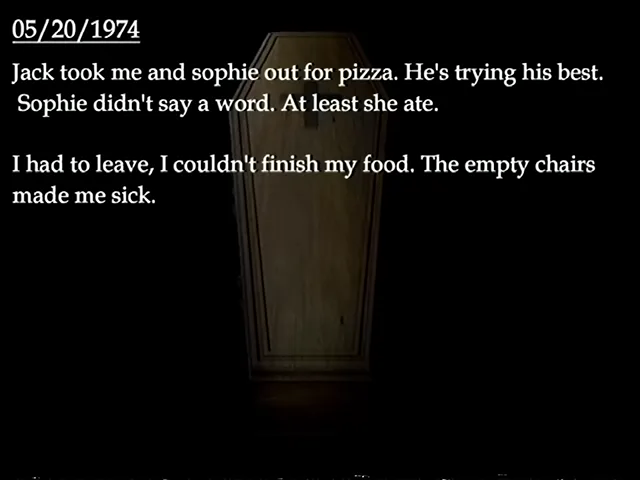 05/20/1974
Jack took me and sophie out for pizza. He's trying his best.
Sophie didn't say a word. At least she ate.
I had to leave, I couldn't finish my food. The empty chairs
made me sick.